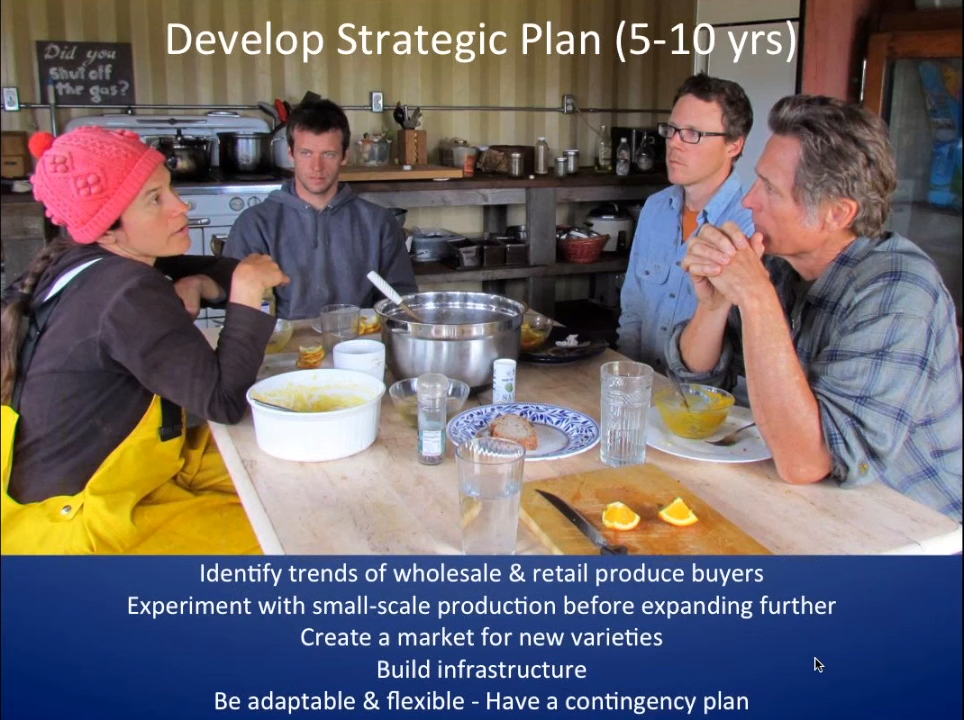 Develop Strategic Plan (5-10 yrs)
Did you
shut off
the gas?
Identify trends of wholesale & retail produce buyers
Experiment with small-scale production before expanding further
Create a market for new varieties
Build infrastructure
Be adaptable & flexible - Have a contingency plan